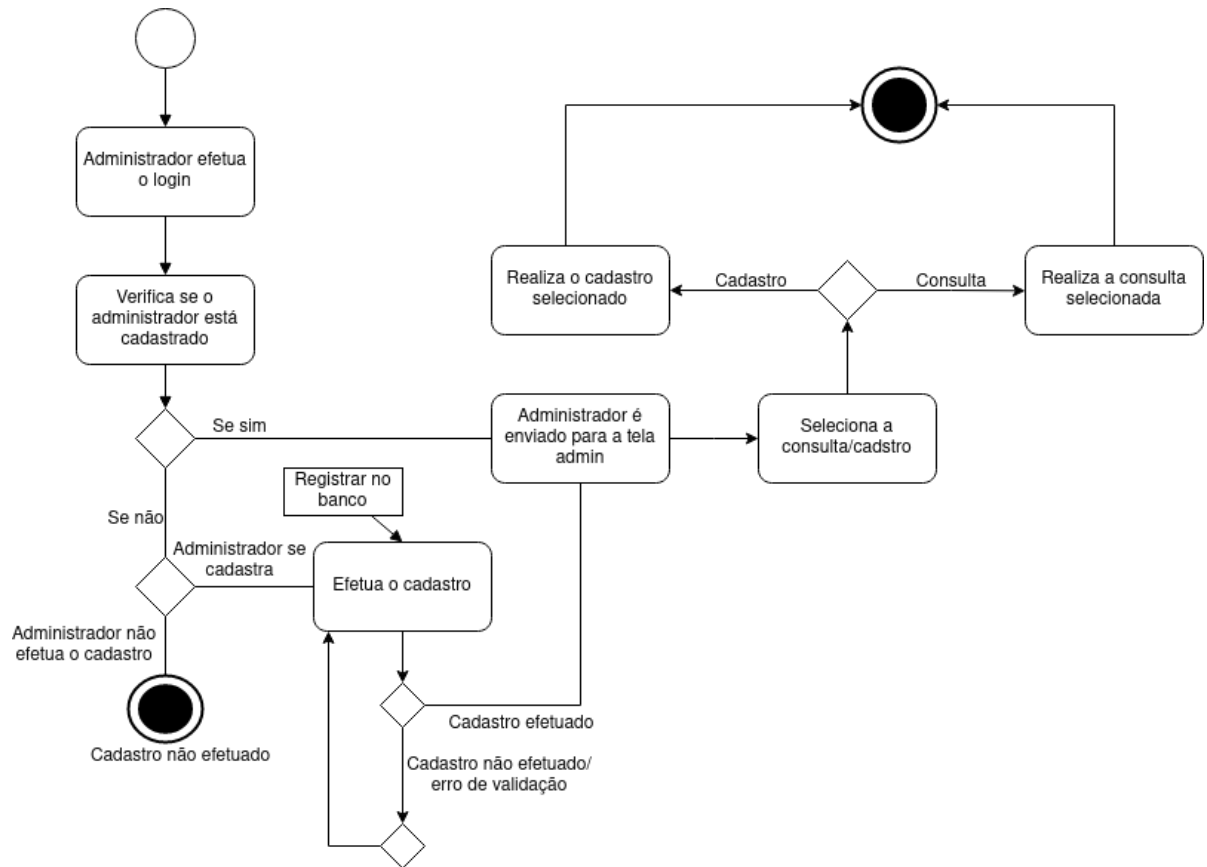 Administrador efetua
o login
Verifica se o
administrador está
cadastrado
Se sim
Se não
Administrador se
cadastra
Administrador não
efetua o cadastro
Cadastro não efetuado
Registrar no
banco
Efetua o cadastro
Cadastro efetuado
Cadastro não efetuado/
erro de validação
Administrador é
enviado para a tela
admin
Seleciona a
consulta/cadstro
Cadastro
Consulta
Realiza o cadastro
selecionado
Realiza a consulta
selecionada